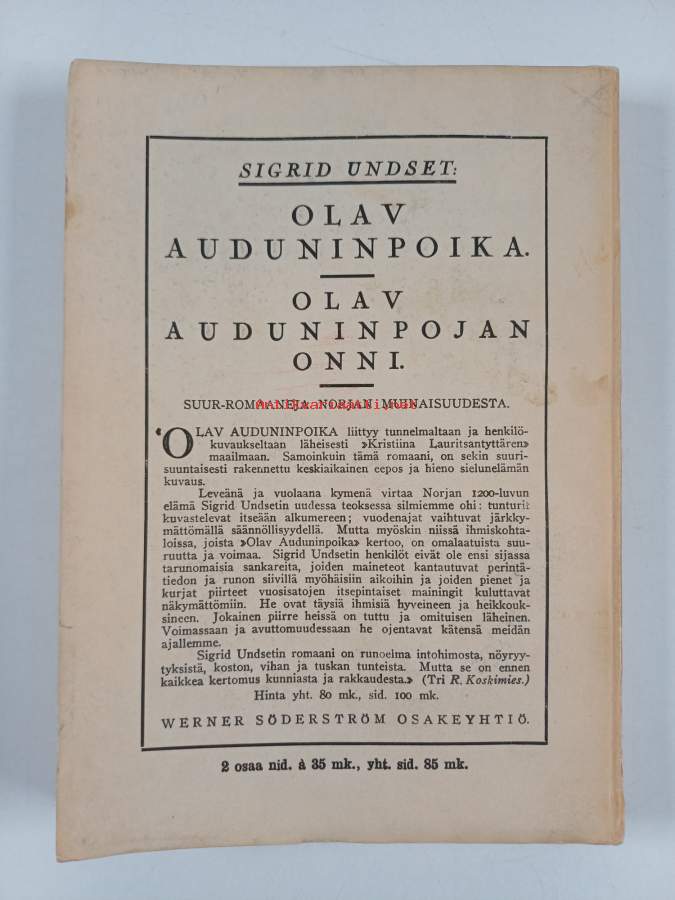 SIGRID UNDSET:
OLAV
AUDUNINPOIKA.
OLAV
AUDUNINPOJAN
ONNI.
SUUR-ROMAANEJA NORJAN MUINAISUUDESTA.
OLAV AUDUNINPOIKA liittyy tunnelmaltaan ja henkilö-
kuvaukseltaan läheisesti »Kristiina Lauritsantyttären»
maailmaan. Samoinkuin tämä romaani, on sekin suuri-
suuntaisesti rakennettu keskiaikainen eepos ja hieno sielunelämän
kuvaus.
Leveänä ja vuolaana kymenä virtaa Norjan 1200-luvun
elämä Sigrid Undsetin uudessa teoksessa silmiemme ohi: tunturit
kuvastelevat itseään alkumereen; vuodenajat vaihtuvat järkky-
mättömällä säännöllisyydellä. Mutta myöskin niissä ihmiskohta-
loissa, joista »Olav Auduninpoika» kertoo, on omalaatuista suu-
ruutta ja voimaa. Sigrid Undsetin henkilöt eivät ole ensi sijassa
tarunomaisia sankareita, joiden maineteot kantautuvat perintä-
tiedon ja runon siivillä myöhäisiin aikoihin ja joiden pienet ja
kurjat piirteet vuosisatojen itsepintaiset mainingit kuluttavat
näkymättömiin. He ovat täysiä ihmisiä hyveineen ja heikkouk-
sineen. Jokainen piirre heissä on tuttu ja omituisen läheinen.
Voimassaan ja avuttomuudessaan he ojentavat kätensä meidän
ajallemme.
Sigrid Undsetin romaani on runoelma intohimosta, nöyryy-
tyksistä, koston, vihan ja tuskan tunteista. Mutta se on ennen
kaikkea kertomus kunniasta ja rakkaudesta.» (Tri R. Koskimies.)
Hinta yht. 80 mk., sid. 100 mk.
WERNER SÖDERSTRÖM OSAKEYHTIÖ.
2 osaa nid. à 35 mk., yht. sid. 85 mk.